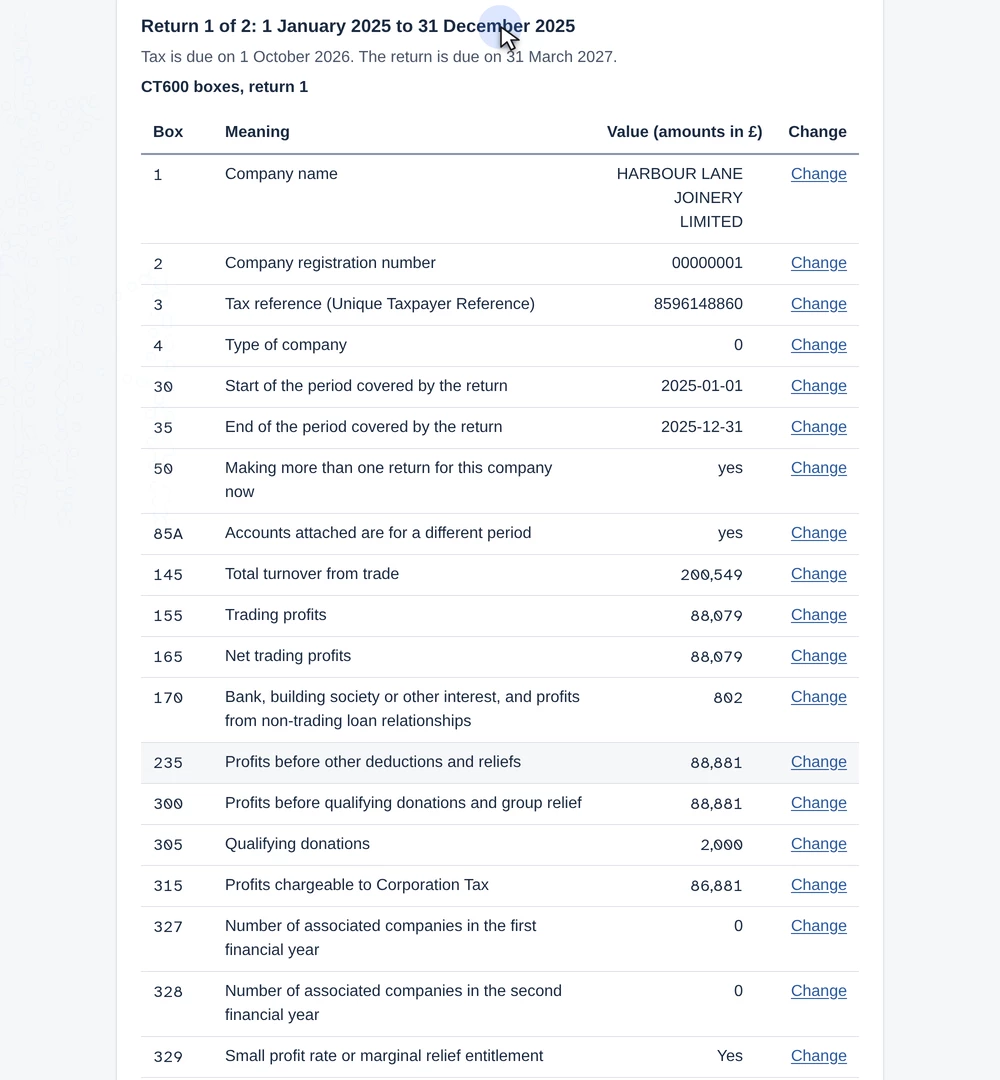 Return 1 of 2: 1 January 2025 to 31 December 2025
Tax is due on 1 October 2026. The return is due on 31 March 2027.
CT600 boxes, return 1
Box Meaning Value (amounts in £) Change
1 Company name HARBOUR LANE Change
JOINERY
LIMITED
2 Company registration number 00000001 Change
3 Tax reference (Unique Taxpayer Reference) 8596148860 Change
4 Type of company 0 Change
30 Start of the period covered by the return 2025-01-01 Change
35 End of the period covered by the return 2025-12-31 Change
50 Making more than one return for this company yes Change
now
85A Accounts attached are for a different period yes Change
145 Total turnover from trade 200,549 Change
155 Trading profits 88,079 Change
165 Net trading profits 88,079 Change
170 Bank, building society or other interest, and profits 802 Change
from non-trading loan relationships
235 Profits before other deductions and reliefs 88,881 Change
300 Profits before qualifying donations and group relief 88,881 Change
305 Qualifying donations 2,000 Change
315 Profits chargeable to Corporation Tax 86,881 Change
327 Number of associated companies in the first 0 Change
financial year
328 Number of associated companies in the second 0 Change
financial year
329 Small profit rate or marginal relief entitlement Yes Change